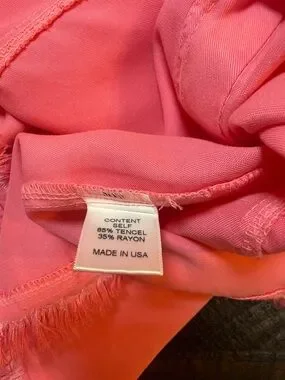 CONTENT
SELF
65% TENCEL
35% RAYON
MADE IN USA